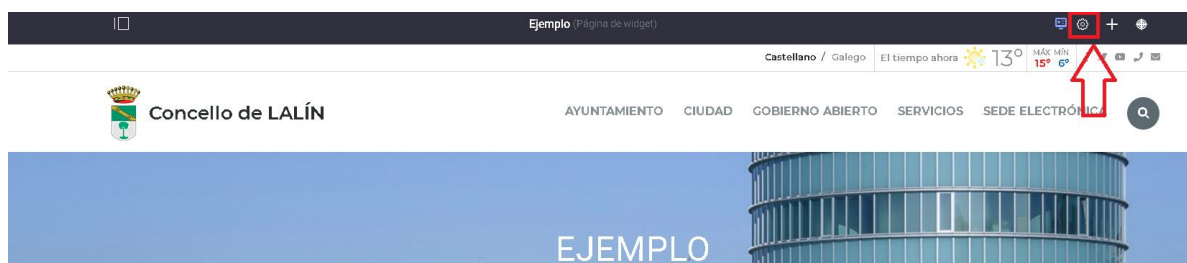 Ejemplo (Página de widget)
Castellano / Galego El tiempo ahora 13° MÁX MÍN
15° 6°
Concello de LALÍN AYUNTAMIENTO CIUDAD GOBIERNO ABIERTO SERVICIOS SEDE ELECTRÓNICA
EJEMPLO